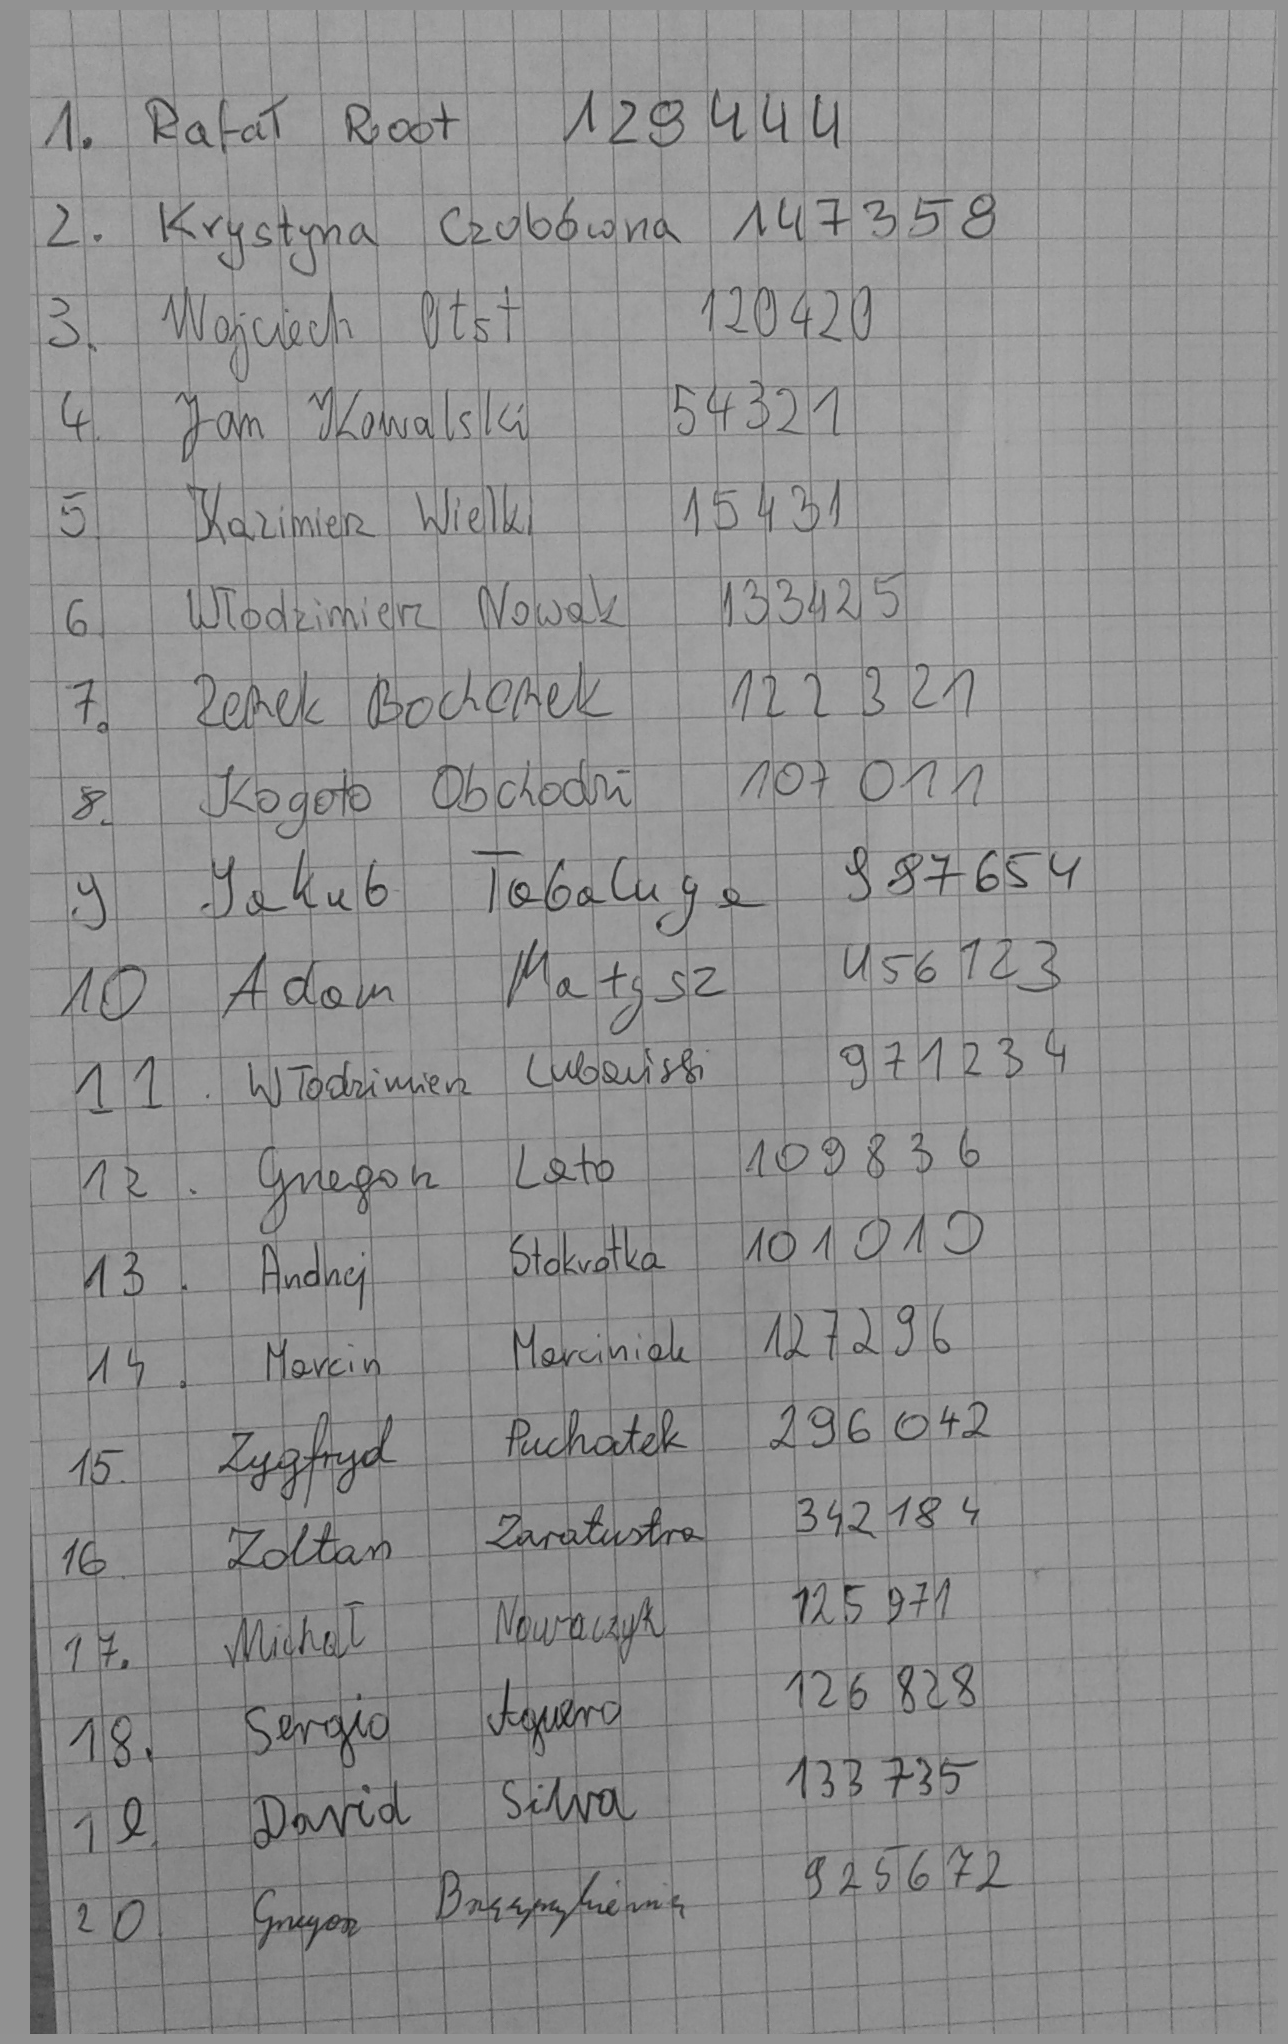 1. Rafał Root 129444
2. Krystyna Czubówna 147358
3. Wojciech Otst 120420
4. Jan Kowalski 54321
5 Kazimierz Wielki 15431
6 Włodzimierz Nowak 133425
7. Zenek Bochenek 122321
8. Kogoto Obchodzi 107011
9 Jakub Tabaluga 987654
10 Adam Małysz 456123
11. Włodzimierz 971234
12. Grzegorz Lato 109836
13. Andrzej Stokrotka 101010
14. Marcin Marciniak 127296
15. Zygfryd Puchatek 296042
16 Zoltan Zaratustra 342184
17. Michał Nowaczyk 125971
18. Sergio Aguero 126828
19. David Silva 133735
20 Grzegorz 925672